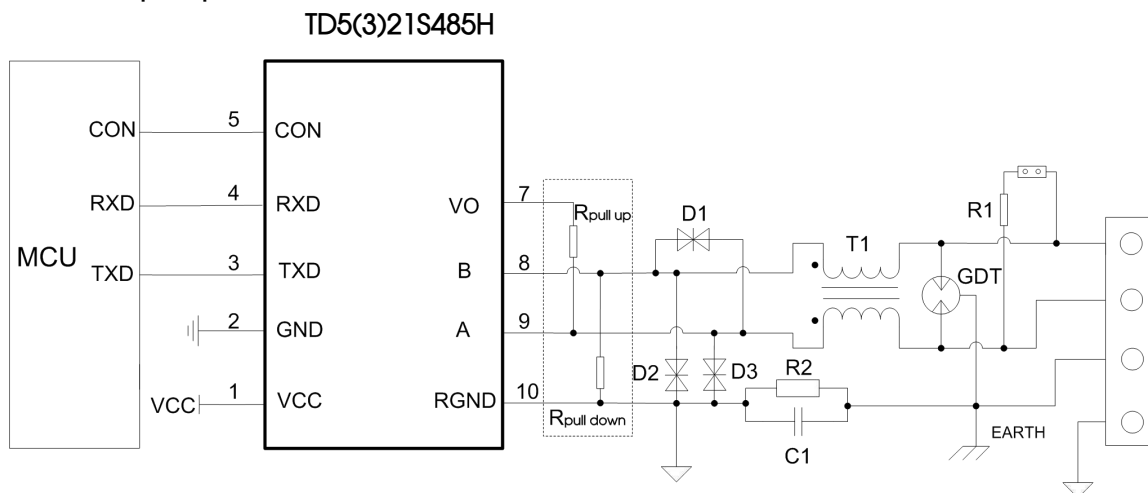 TD5(3)21S485H
MCU
CON
RXD
TXD
5
4
3
2
1
CON
RXD
TXD
GND
VCC
VCC
VO
B
A
RGND
7
8
9
10
Rpull up
Rpull down
D1
D2
D3
T1
R2
C1
GDT
R1
EARTH